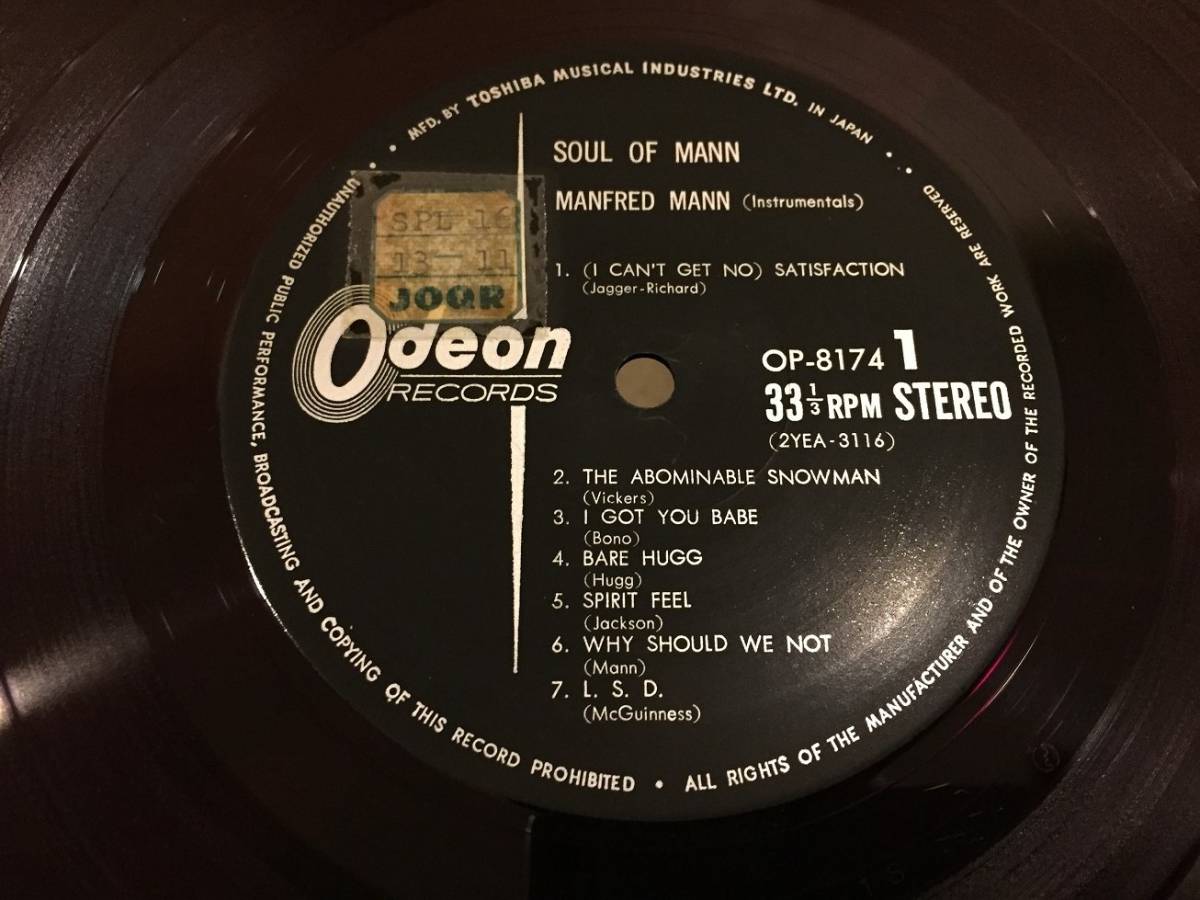 MFD. BY TOSHIBA MUSICAL INDUSTRIES LTD. IN JAPAN
SOUL OF MANN
MANFRED MANN (Instrumentals)
1. (I CAN'T GET NO) SATISFACTION
(Jagger-Richard)
SPL-16
13-11
JOQR
Odeon
RECORDS
OP-8174 1
33 1/3 RPM STEREO
(2YEA-3116)
2. THE ABOMINABLE SNOWMAN
(Vickers)
3. I GOT YOU BABE
(Bono)
4. BARE HUGG
(Hugg)
5. SPIRIT FEEL
(Jackson)
6. WHY SHOULD WE NOT
(Mann)
7. L. S. D.
(McGuinness)
UNAUTHORIZED PUBLIC PERFORMANCE, BROADCASTING AND COPYING OF THIS RECORD PROHIBITED • ALL RIGHTS OF THE MANUFACTURER AND OF THE OWNER OF THE RECORDED WORK ARE RESERVED